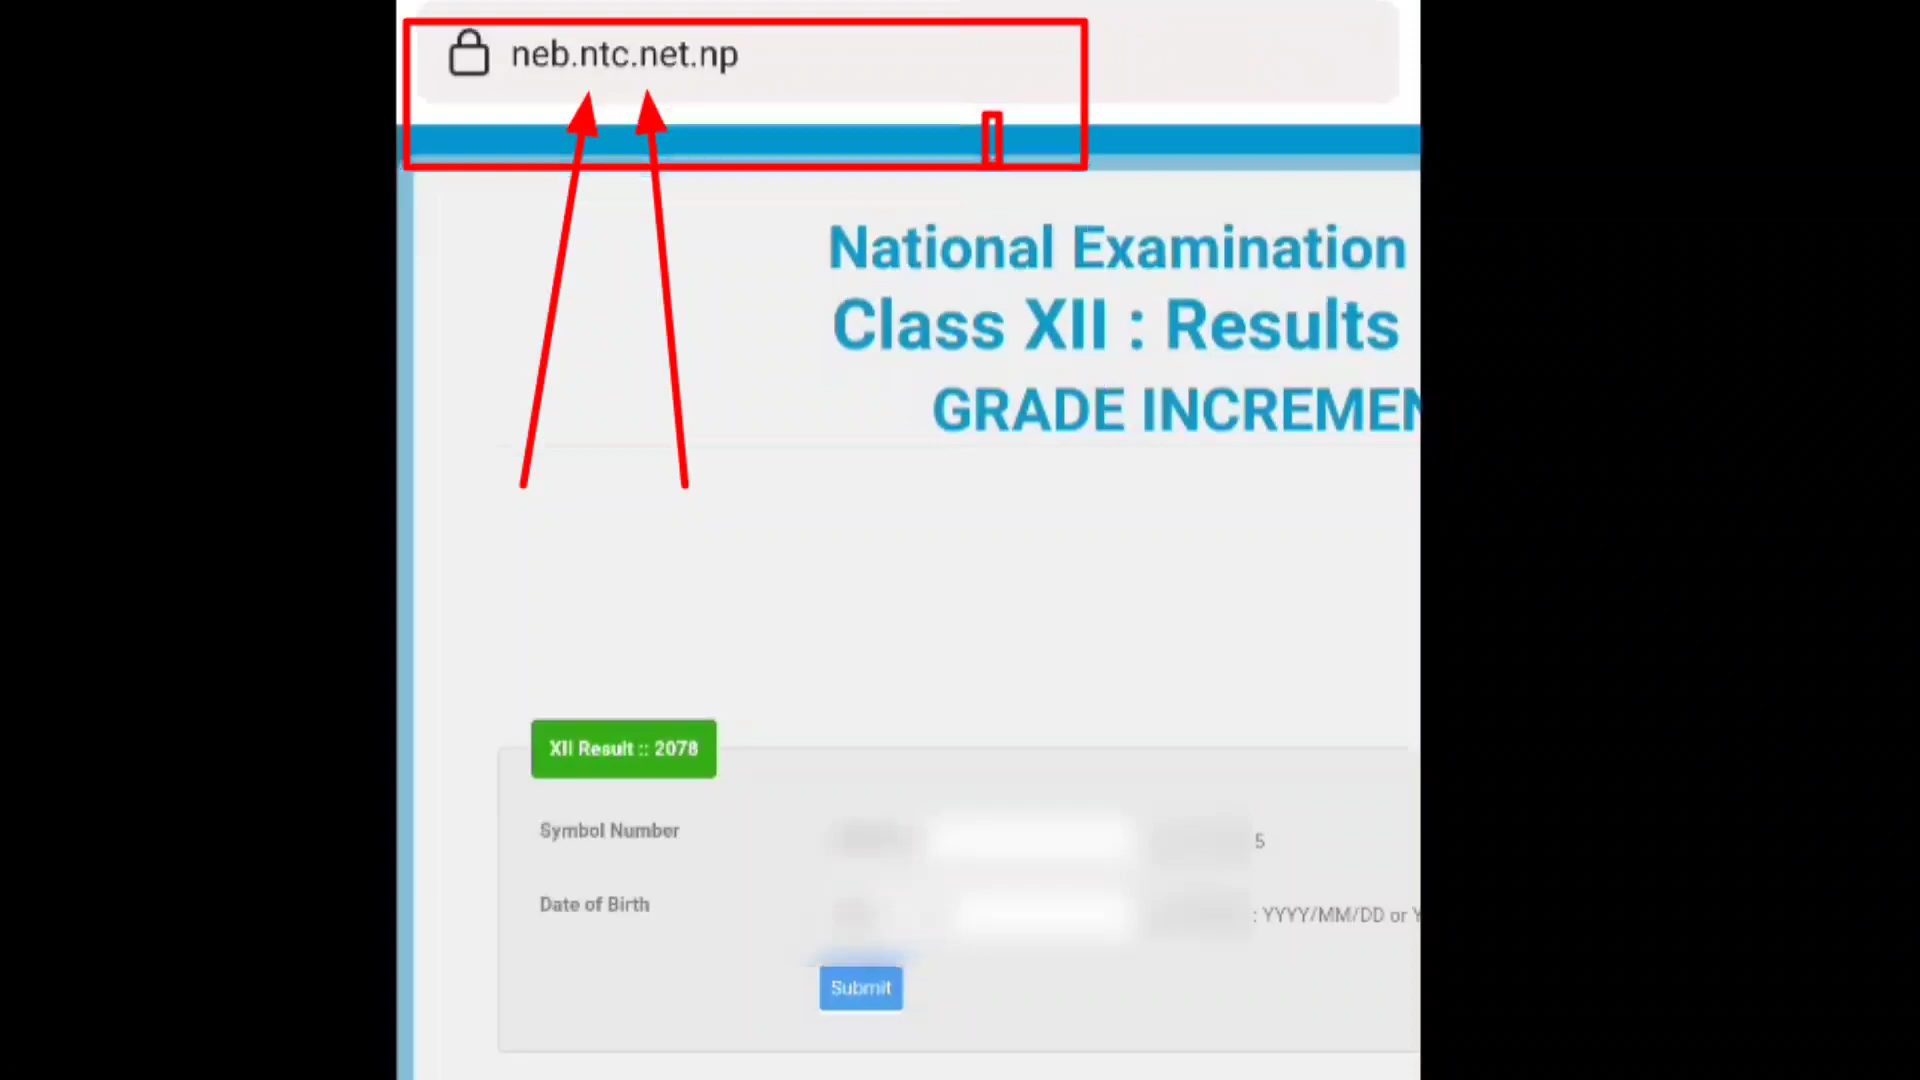 neb.ntc.net.np
National Examination
Class XII : Results
GRADE INCREMEN
XII Result :: 2078
Symbol Number
5
Date of Birth
: YYYY/MM/DD or Y
Submit